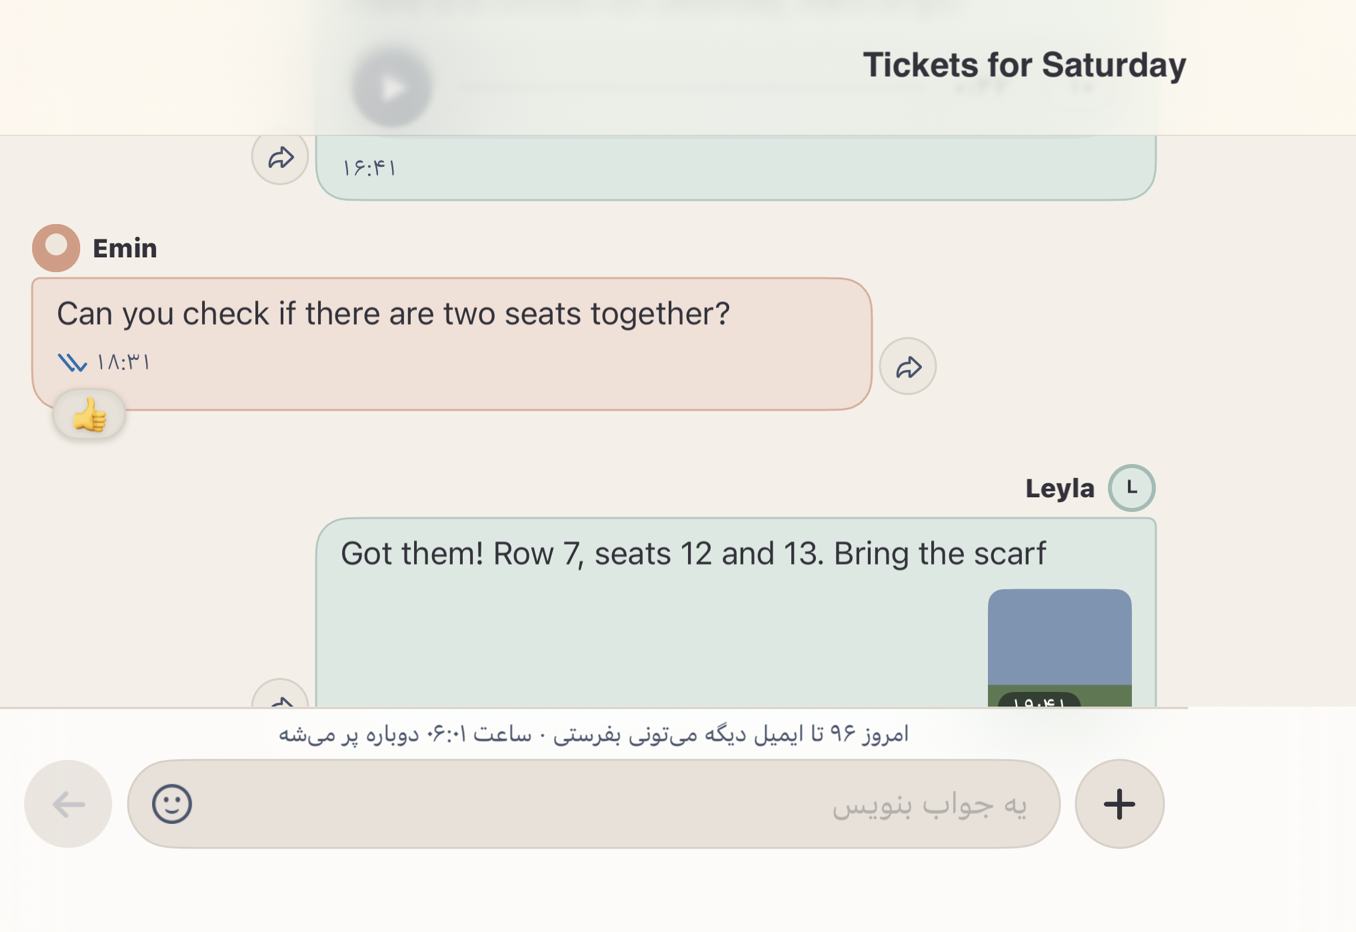 Tickets for Saturday
۱۶:۴۱
Emin
Can you check if there are two seats together?
۱۸:۳۱
👍
Leyla
L
Got them! Row 7, seats 12 and 13. Bring the scarf
امروز ۹۶ تا ایمیل دیگه می‌تونی بفرستی · ساعت ۰۶:۰۱ دوباره پر می‌شه
یه جواب بنویس